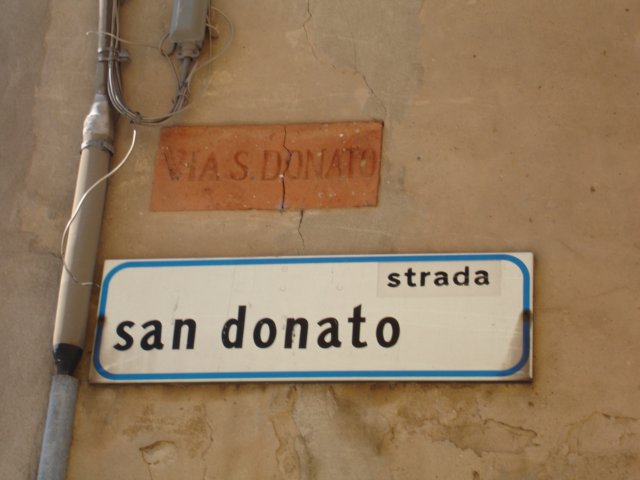 VIA S. DONATO
strada
san donato